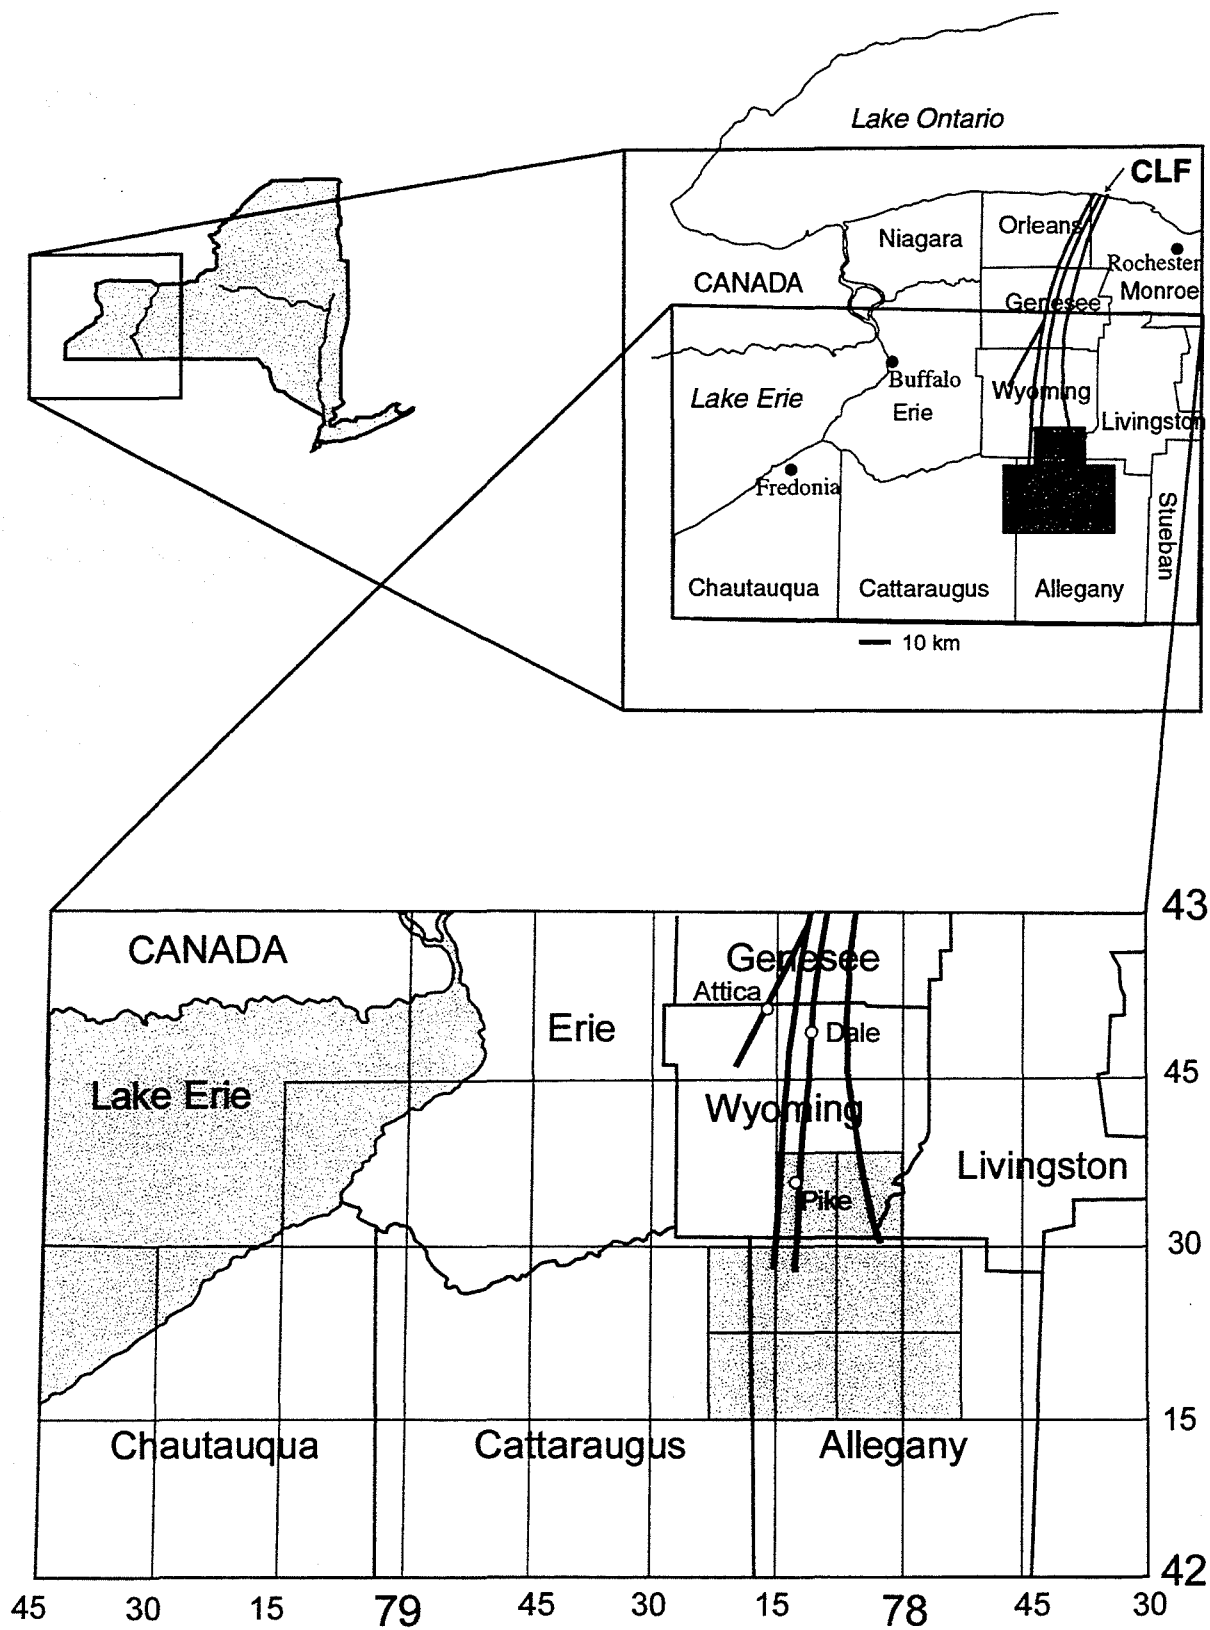 Lake Ontario
CLF
Orleans
Niagara
Rochester
CANADA
Monroe
Genesee
Buffalo
Wyoming
Lake Erie
Erie
Livingston
Fredonia
Stueban
Chautauqua
Cattaraugus
Allegany
10 km
43
CANADA
Genesee
Attica
Erie
Dale
45
Lake Erie
Wyoming
Livingston
Pike
30
15
Chautauqua
Cattaraugus
Allegany
42
45 30 15 79 45 30 15 78 45 30